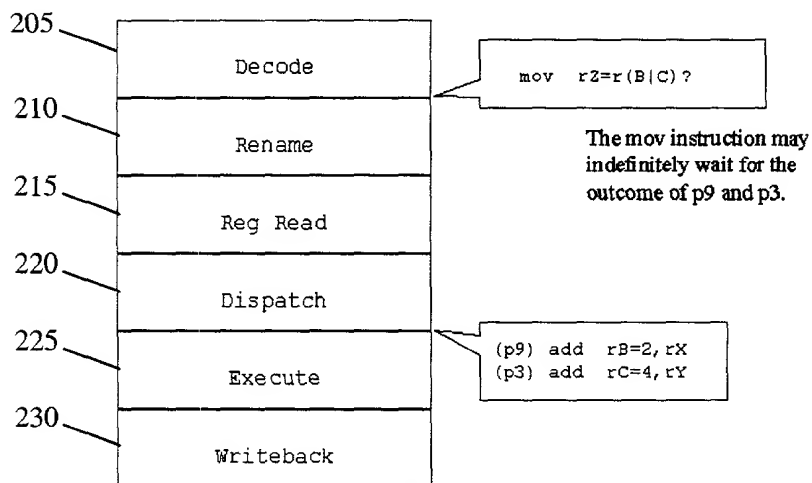 205
Decode
mov rZ=r(B|C)?
210
Rename
The mov instruction may
indefinitely wait for the
outcome of p9 and p3.
215
Reg Read
220
Dispatch
(p9) add rB=2,rX
(p3) add rC=4,rY
225
Execute
230
Writeback